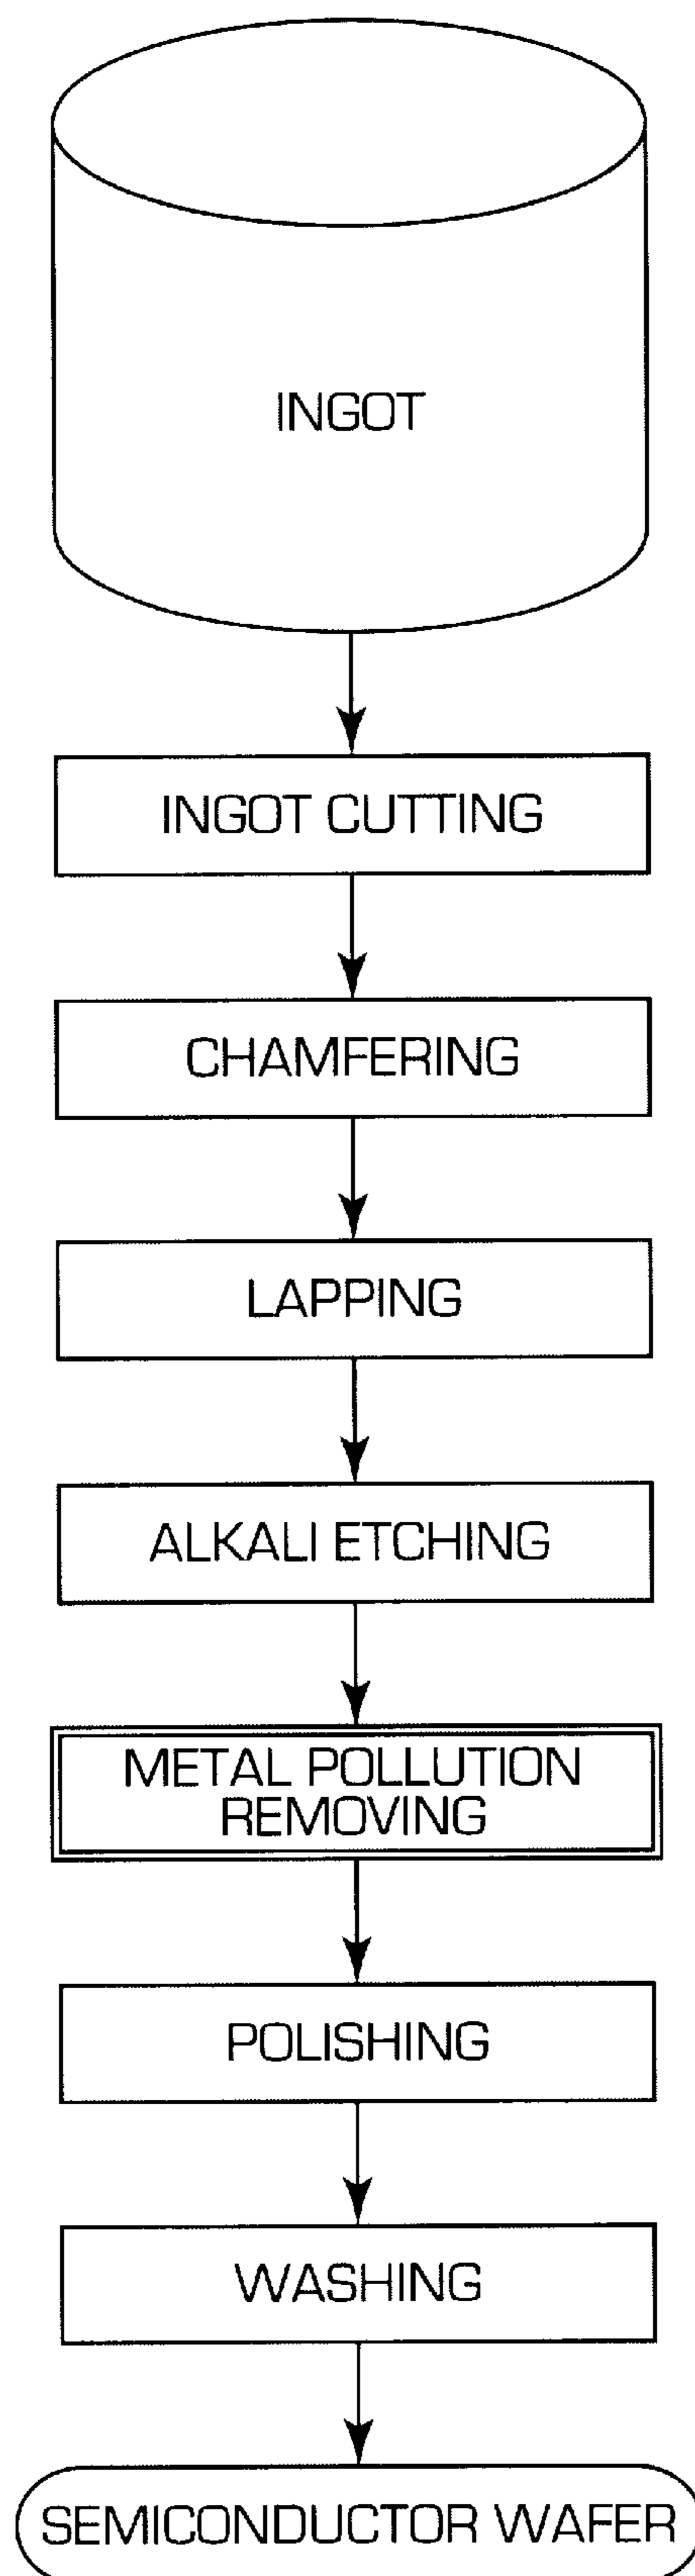 INGOT
INGOT CUTTING
CHAMFERING
LAPPING
ALKALI ETCHING
METAL POLLUTION
REMOVING
POLISHING
WASHING
SEMICONDUCTOR WAFER